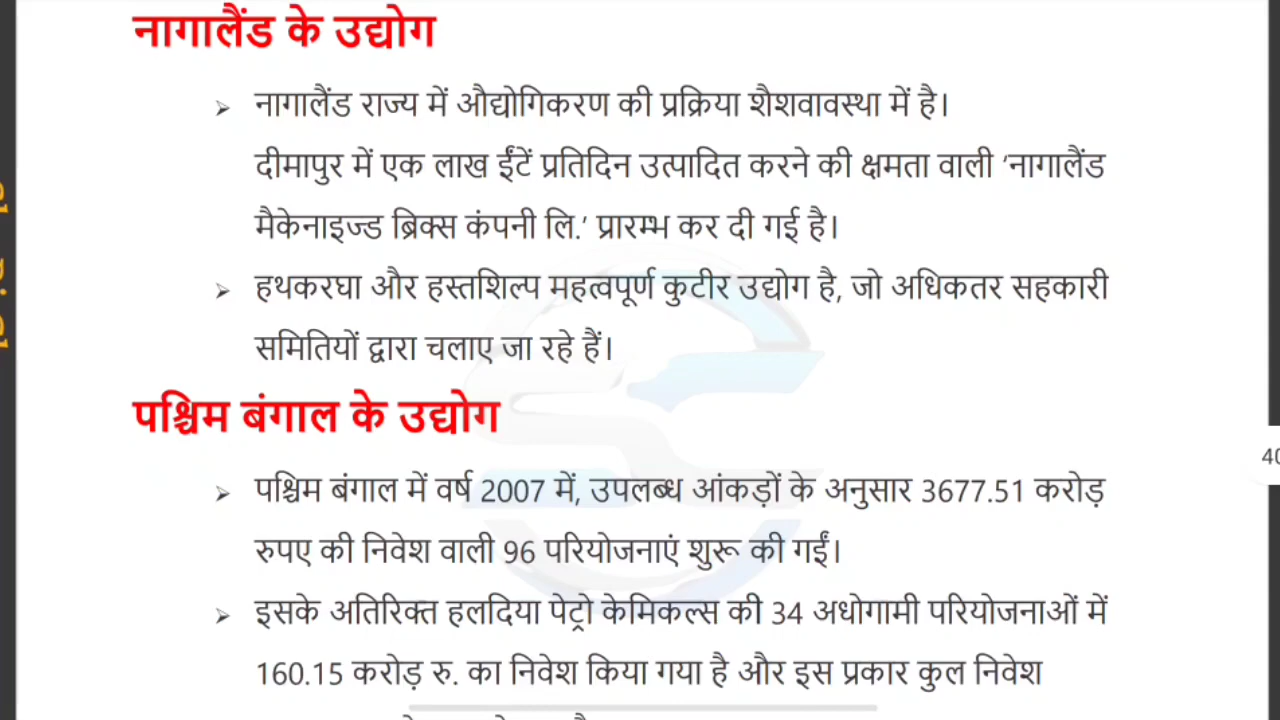 नागालैंड के उद्योग
➢ नागालैंड राज्य में औद्योगिकरण की प्रक्रिया शैशवावस्था में है।
दीमापुर में एक लाख ईंटें प्रतिदिन उत्पादित करने की क्षमता वाली ‘नागालैंड
मैकेनाइज्ड ब्रिक्स कंपनी लि.’ प्रारम्भ कर दी गई है।
➢ हथकरघा और हस्तशिल्प महत्वपूर्ण कुटीर उद्योग है, जो अधिकतर सहकारी
समितियों द्वारा चलाए जा रहे हैं।
पश्चिम बंगाल के उद्योग
➢ पश्चिम बंगाल में वर्ष 2007 में, उपलब्ध आंकड़ों के अनुसार 3677.51 करोड़
रुपए की निवेश वाली 96 परियोजनाएं शुरू की गईं।
➢ इसके अतिरिक्त हलदिया पेट्रो केमिकल्स की 34 अधोगामी परियोजनाओं में
160.15 करोड़ रु. का निवेश किया गया है और इस प्रकार कुल निवेश